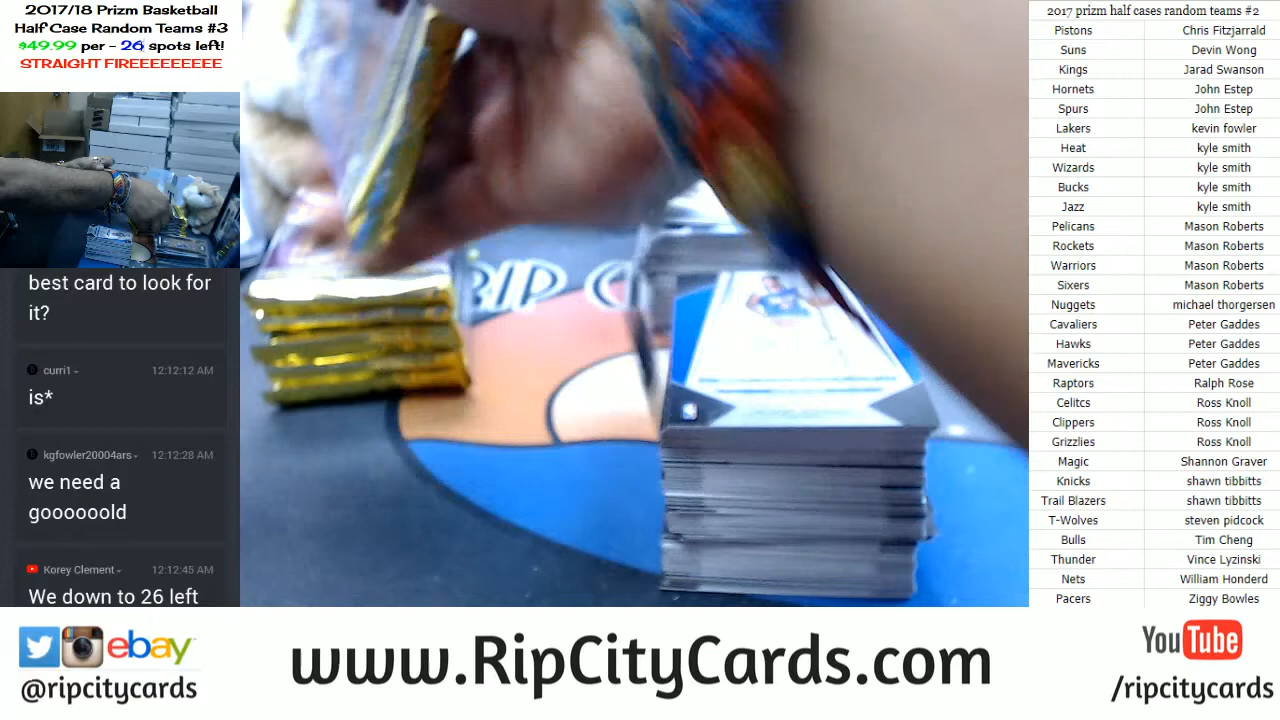 2017/18 Prizm Basketball
Half Case Random Teams #3
$49.99 per - 26 spots left!
STRAIGHT FIREEEEEEEEE
best card to look for
it?
curri1
12:12:12 AM
is*
kgfowler20004ars
12:12:28 AM
we need a
goooooold
Korey Clement
12:12:45 AM
We down to 26 left
RIP C
2017 prizm half cases random teams #2
Pistons Chris Fitzjarrald
Suns Devin Wong
Kings Jarad Swanson
Hornets John Estep
Spurs John Estep
Lakers kevin fowler
Heat kyle smith
Wizards kyle smith
Bucks kyle smith
Jazz kyle smith
Pelicans Mason Roberts
Rockets Mason Roberts
Warriors Mason Roberts
Sixers Mason Roberts
Nuggets michael thorgersen
Cavaliers Peter Gaddes
Hawks Peter Gaddes
Mavericks Peter Gaddes
Raptors Ralph Rose
Celitcs Ross Knoll
Clippers Ross Knoll
Grizzlies Ross Knoll
Magic Shannon Graver
Knicks shawn tibbitts
Trail Blazers shawn tibbitts
T-Wolves steven pidcock
Bulls Tim Cheng
Thunder Vince Lyzinski
Nets William Honderd
Pacers Ziggy Bowles
ebay
@ripcitycards
www.RipCityCards.com
YouTube
/ripcitycards